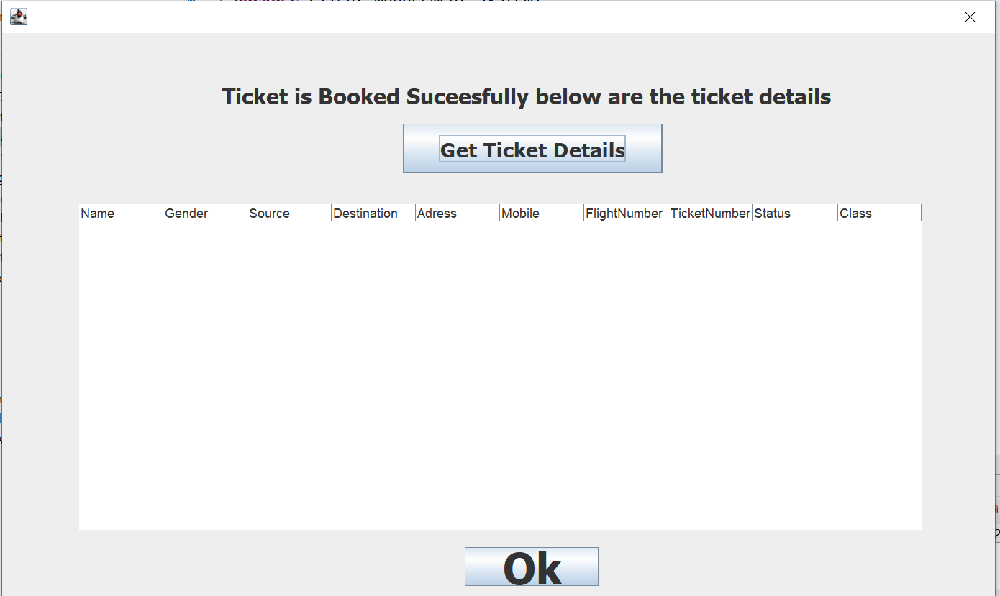 Ticket is Booked Suceesfully below are the ticket details
Get Ticket Details
Name Gender Source Destination Adress Mobile FlightNumber TicketNumber Status Class
Ok